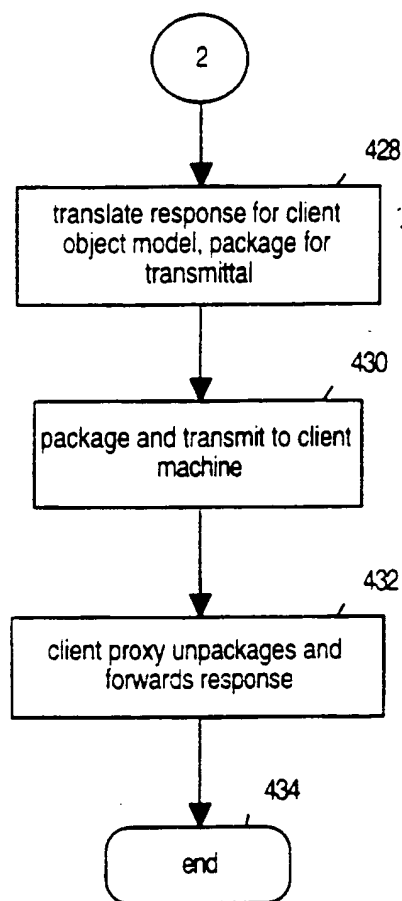 2
428
translate response for client
object model, package for
transmittal
430
package and transmit to client
machine
432
client proxy unpackages and
forwards response
434
end